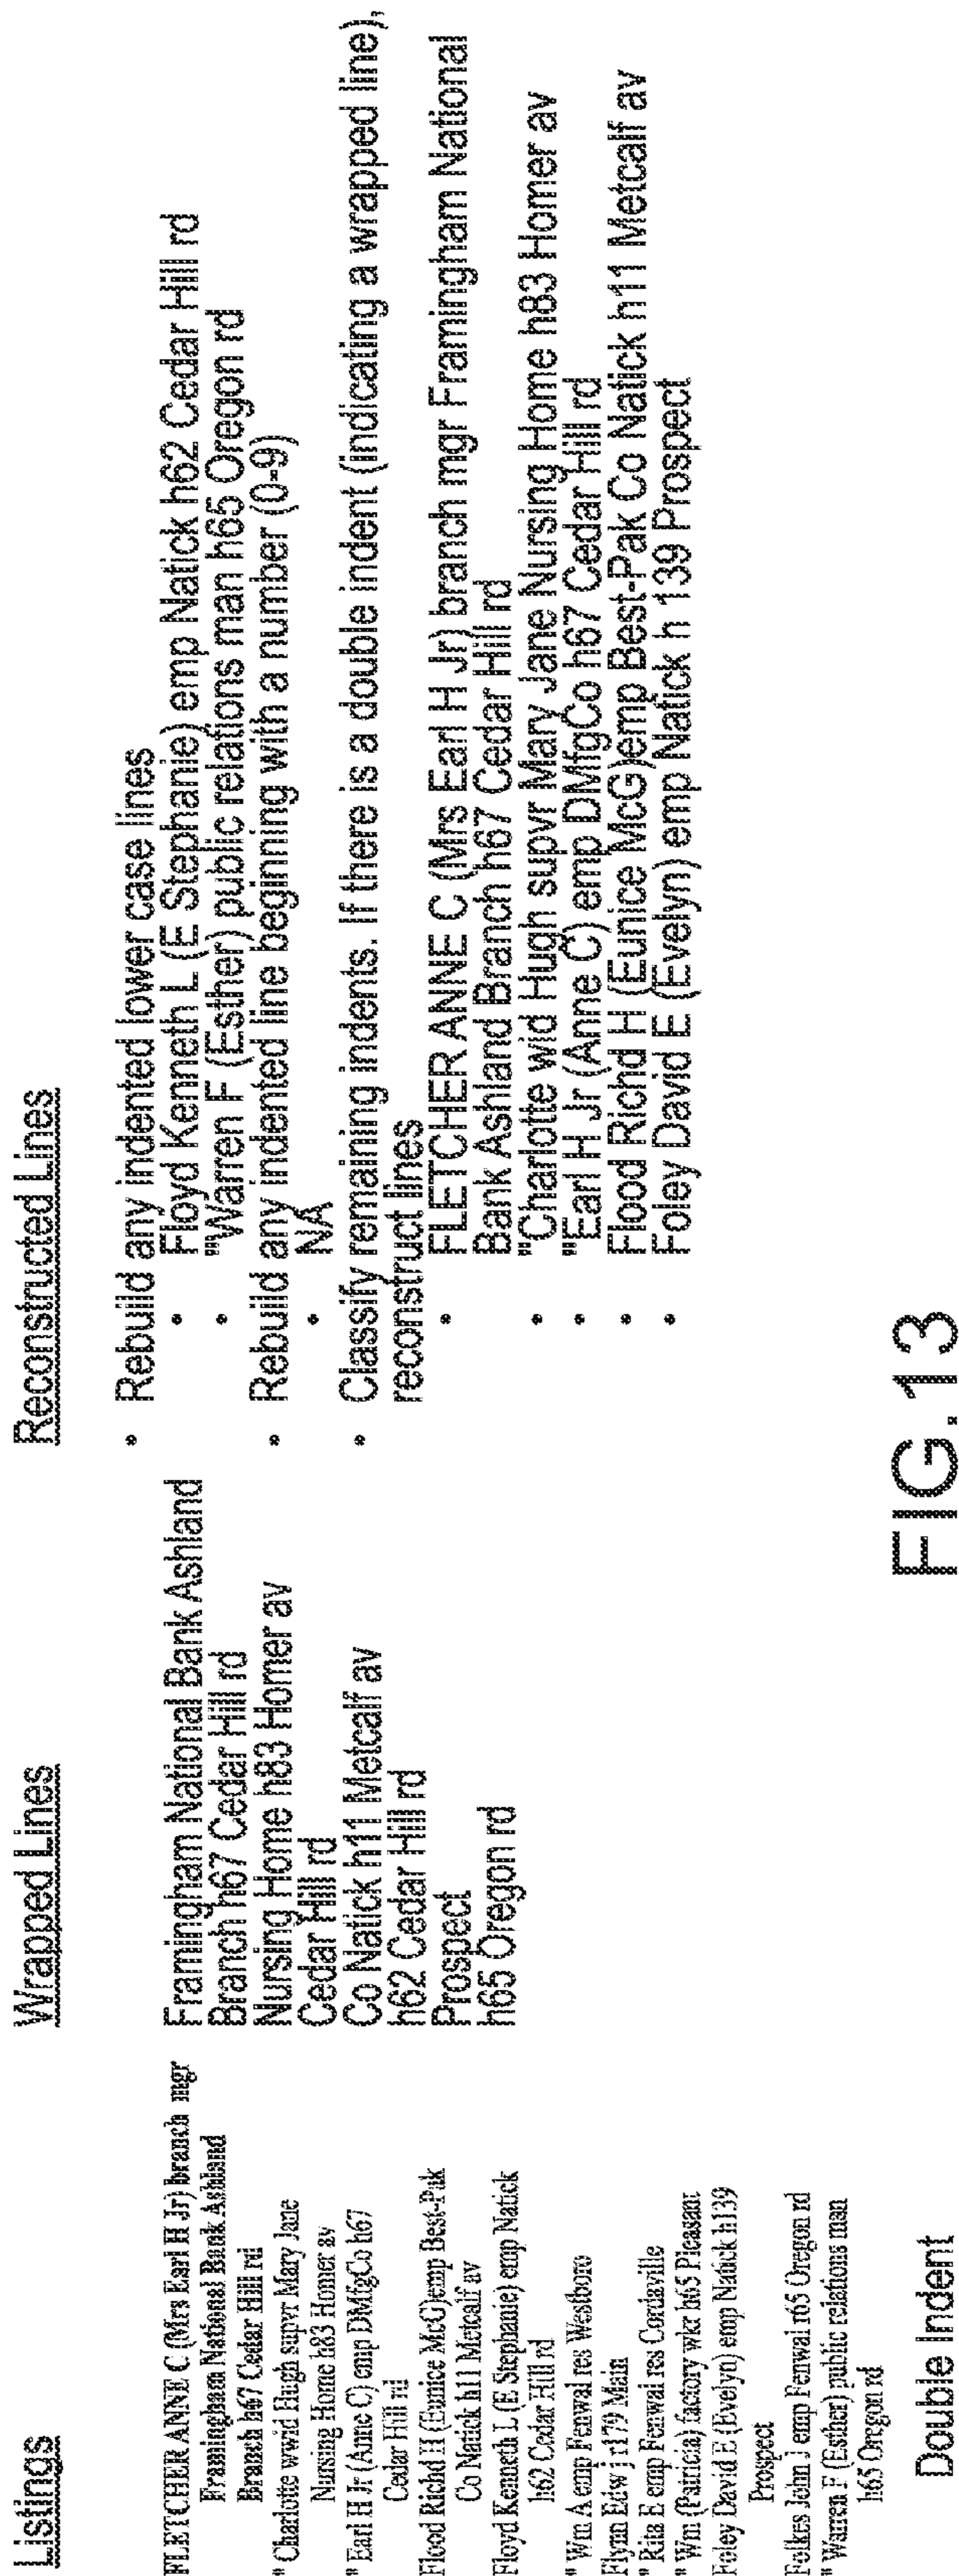 Listings
FLETCHER ANNE C (Mrs Earl H Jr) branch mgr
Framingham National Bank Ashland
Branch h67 Cedar Hill rd
" Charlotte wwid Hugh supvr Mary Jane
Nursing Home h83 Homer av
" Earl H Jr (Anne C) emp DMfgCo h67
Cedar Hill rd
Flood Richd H (Eunice McG)emp Best-Pak
Co Natick h11 Metcalf av
Floyd Kenneth L (E Stephanie) emp Natick
h62 Cedar Hill rd
" Wm A emp Fenwal res Westboro
Flynn Edw J r179 Main
" Rita E emp Fenwal res Cordaville
" Wm (Patricia) factory wkr h65 Pleasant
Foley David E (Evelyn) emp Natick h139
Prospect
Folkes John J emp Fenwal r65 Oregon rd
" Warren F (Esther) public relations man
h65 Oregon rd
Double Indent
Wrapped Lines
Framingham National Bank Ashland
Branch h67 Cedar Hill rd
Nursing Home h83 Homer av
Cedar Hill rd
Co Natick h11 Metcalf av
h62 Cedar Hill rd
Prospect
h65 Oregon rd
Reconstructed Lines
• Rebuild any indented lower case lines
• Floyd Kenneth L (E Stephanie) emp Natick h62 Cedar Hill rd
• "Warren F (Esther) public relations man h65 Oregon rd
• Rebuild any indented line beginning with a number (0-9)
• NA
• Classify remaining indents. If there is a double indent (indicating a wrapped line),
reconstruct lines
• FLETCHER ANNE C (Mrs Earl H Jr) branch mgr Framingham National
Bank Ashland Branch h67 Cedar Hill rd
• "Charlotte wid Hugh supvr Mary Jane Nursing Home h83 Homer av
• "Earl H Jr (Anne C) emp DMfgCo h67 Cedar Hill rd
• Flood Richd H (Eunice McG)emp Best-Pak Co Natick h11 Metcalf av
• Foley David E (Evelyn) emp Natick h 139 Prospect
FIG.13